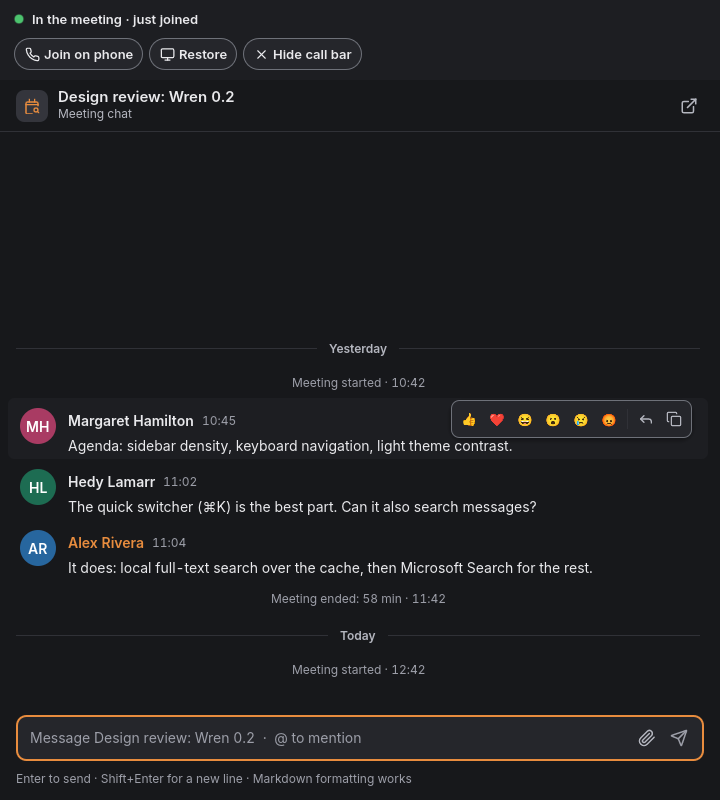 In the meeting · just joined
Join on phone
Restore
Hide call bar
Design review: Wren 0.2
Meeting chat
Yesterday
Meeting started · 10:42
MH
Margaret Hamilton 10:45
Agenda: sidebar density, keyboard navigation, light theme contrast.
HL
Hedy Lamarr 11:02
The quick switcher (⌘K) is the best part. Can it also search messages?
AR
Alex Rivera 11:04
It does: local full-text search over the cache, then Microsoft Search for the rest.
Meeting ended: 58 min · 11:42
Today
Meeting started · 12:42
Message Design review: Wren 0.2 · @ to mention
Enter to send · Shift+Enter for a new line · Markdown formatting works